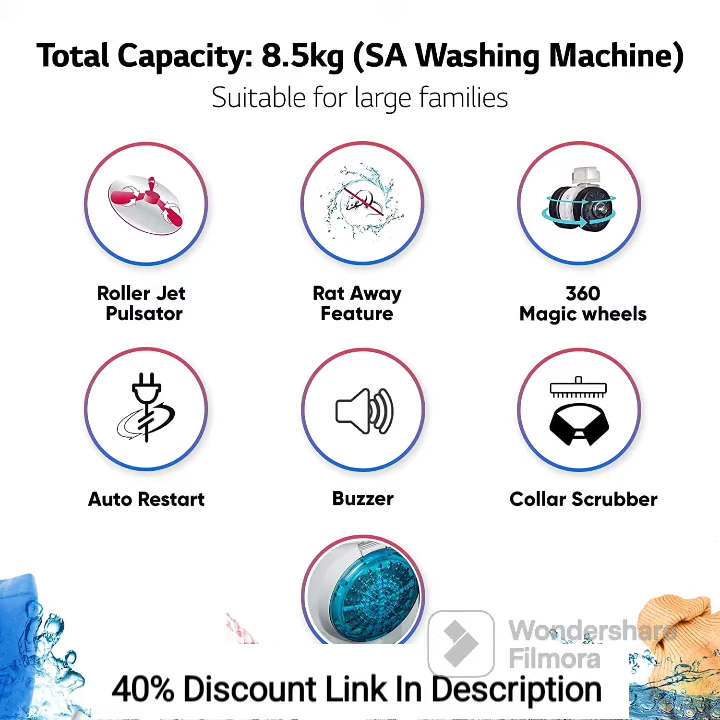 Total Capacity: 8.5kg (SA Washing Machine)
Suitable for large families
Roller Jet
Pulsator
Rat Away
Feature
360
Magic wheels
Auto Restart
Buzzer
Collar Scrubber
Wondershare
Filmora
40% Discount Link In Description